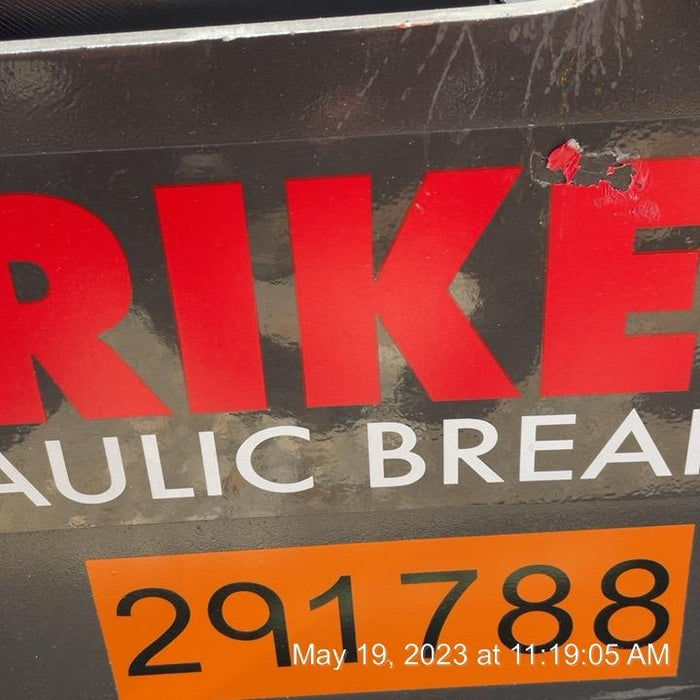 RIKE
AULIC BREA
291788
May 19, 2023 at 11:19:05 AM